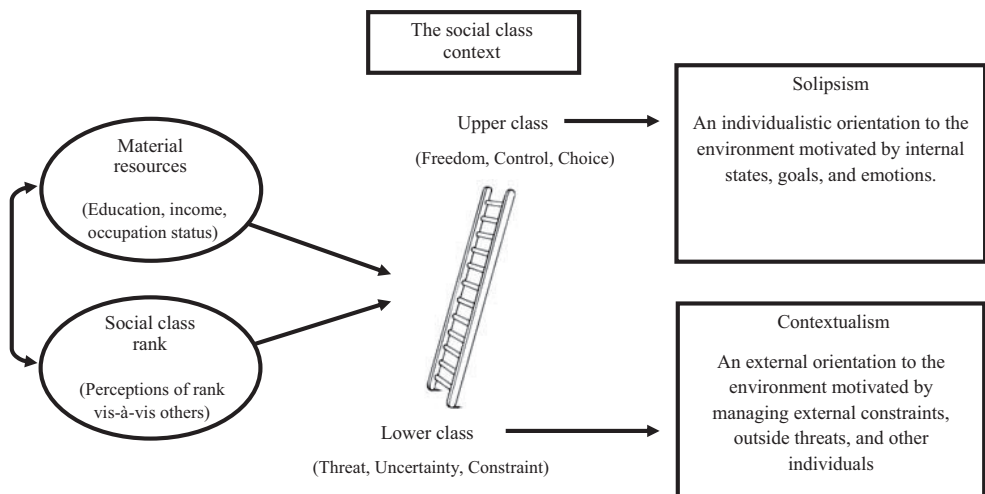 The social class
context
Material
resources
(Education, income,
occupation status)
Social class
rank
(Perceptions of rank
vis-à-vis others)
Upper class
(Freedom, Control, Choice)
Lower class
(Threat, Uncertainty, Constraint)
Solipsism
An individualistic orientation to the
environment motivated by internal
states, goals, and emotions.
Contextualism
An external orientation to the
environment motivated by
managing external constraints,
outside threats, and other
individuals